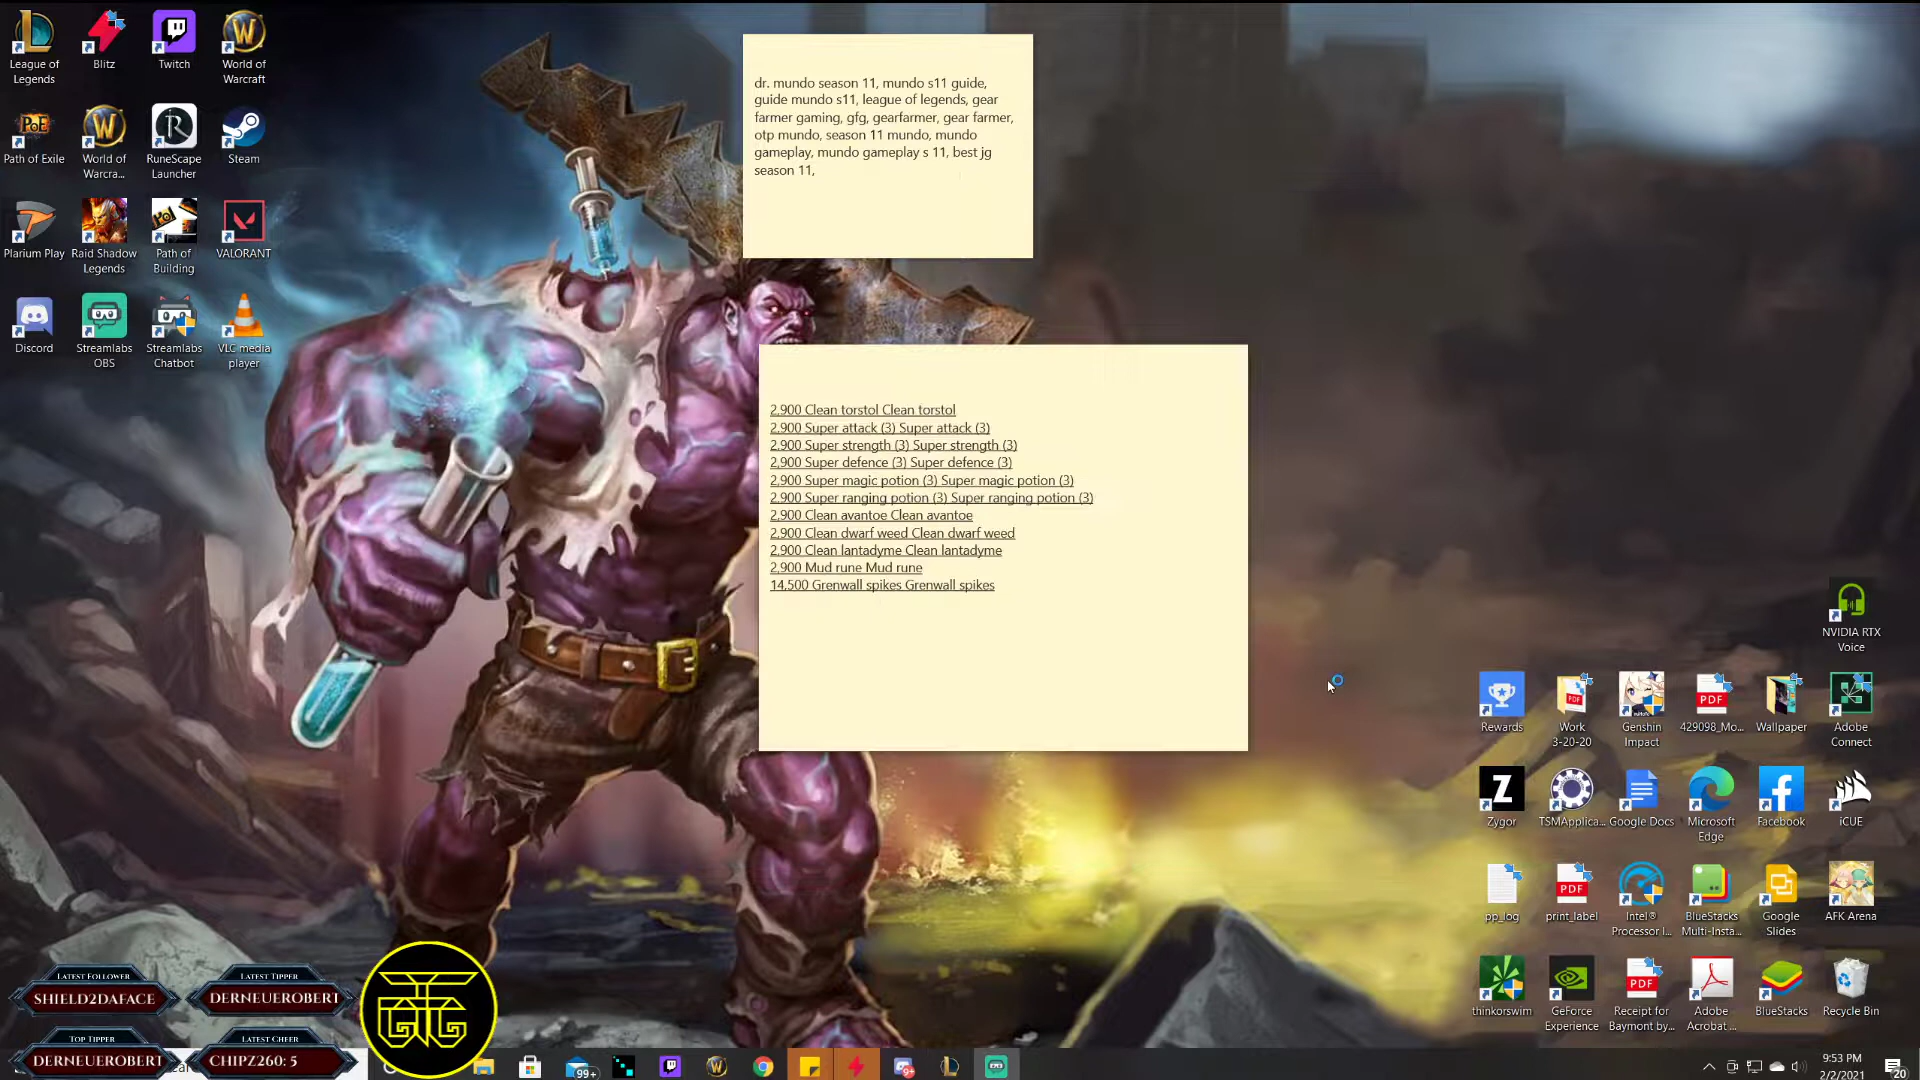 League of
Legends
Blitz
Twitch
World of
Warcraft
Path of Exile
World of
Warcra...
RuneScape
Launcher
Steam
Plarium Play
Raid Shadow
Legends
Path of
Building
VALORANT
Discord
Streamlabs
OBS
Streamlabs
Chatbot
VLC media
player
dr. mundo season 11, mundo s11 guide,
guide mundo s11, league of legends, gear
farmer gaming, gfg, gearfarmer, gear farmer,
otp mundo, season 11 mundo, mundo
gameplay, mundo gameplay s 11, best jg
season 11,
2,900 Clean torstol Clean torstol
2,900 Super attack (3) Super attack (3)
2,900 Super strength (3) Super strength (3)
2,900 Super defence (3) Super defence (3)
2,900 Super magic potion (3) Super magic potion (3)
2,900 Super ranging potion (3) Super ranging potion (3)
2,900 Clean avantoe Clean avantoe
2,900 Clean dwarf weed Clean dwarf weed
2,900 Clean lantadyme Clean lantadyme
2,900 Mud rune Mud rune
14,500 Grenwall spikes Grenwall spikes
NVIDIA RTX
Voice
Rewards
Work
3-20-20
Genshin
Impact
PDF
429098_Mo...
Wallpaper
Adobe
Connect
Z
Zygor
TSMApplica...
Google Docs
Microsoft
Edge
Facebook
iCUE
pp_log
PDF
print_label
Intel®
Processor I...
BlueStacks
Multi-Insta...
Google
Slides
AFK Arena
thinkorswim
GeForce
Experience
PDF
Receipt for
Baymont by...
Adobe
Acrobat ...
BlueStacks
Recycle Bin
LATEST FOLLOWER
SHIELD2DAFACE
LATEST TIPPER
DERNEUEROBERT
TOP TIPPER
DERNEUEROBERT
LATEST CHEER
CHIPZ260: 5
99+
9+
9:53 PM
2/2/2021
20